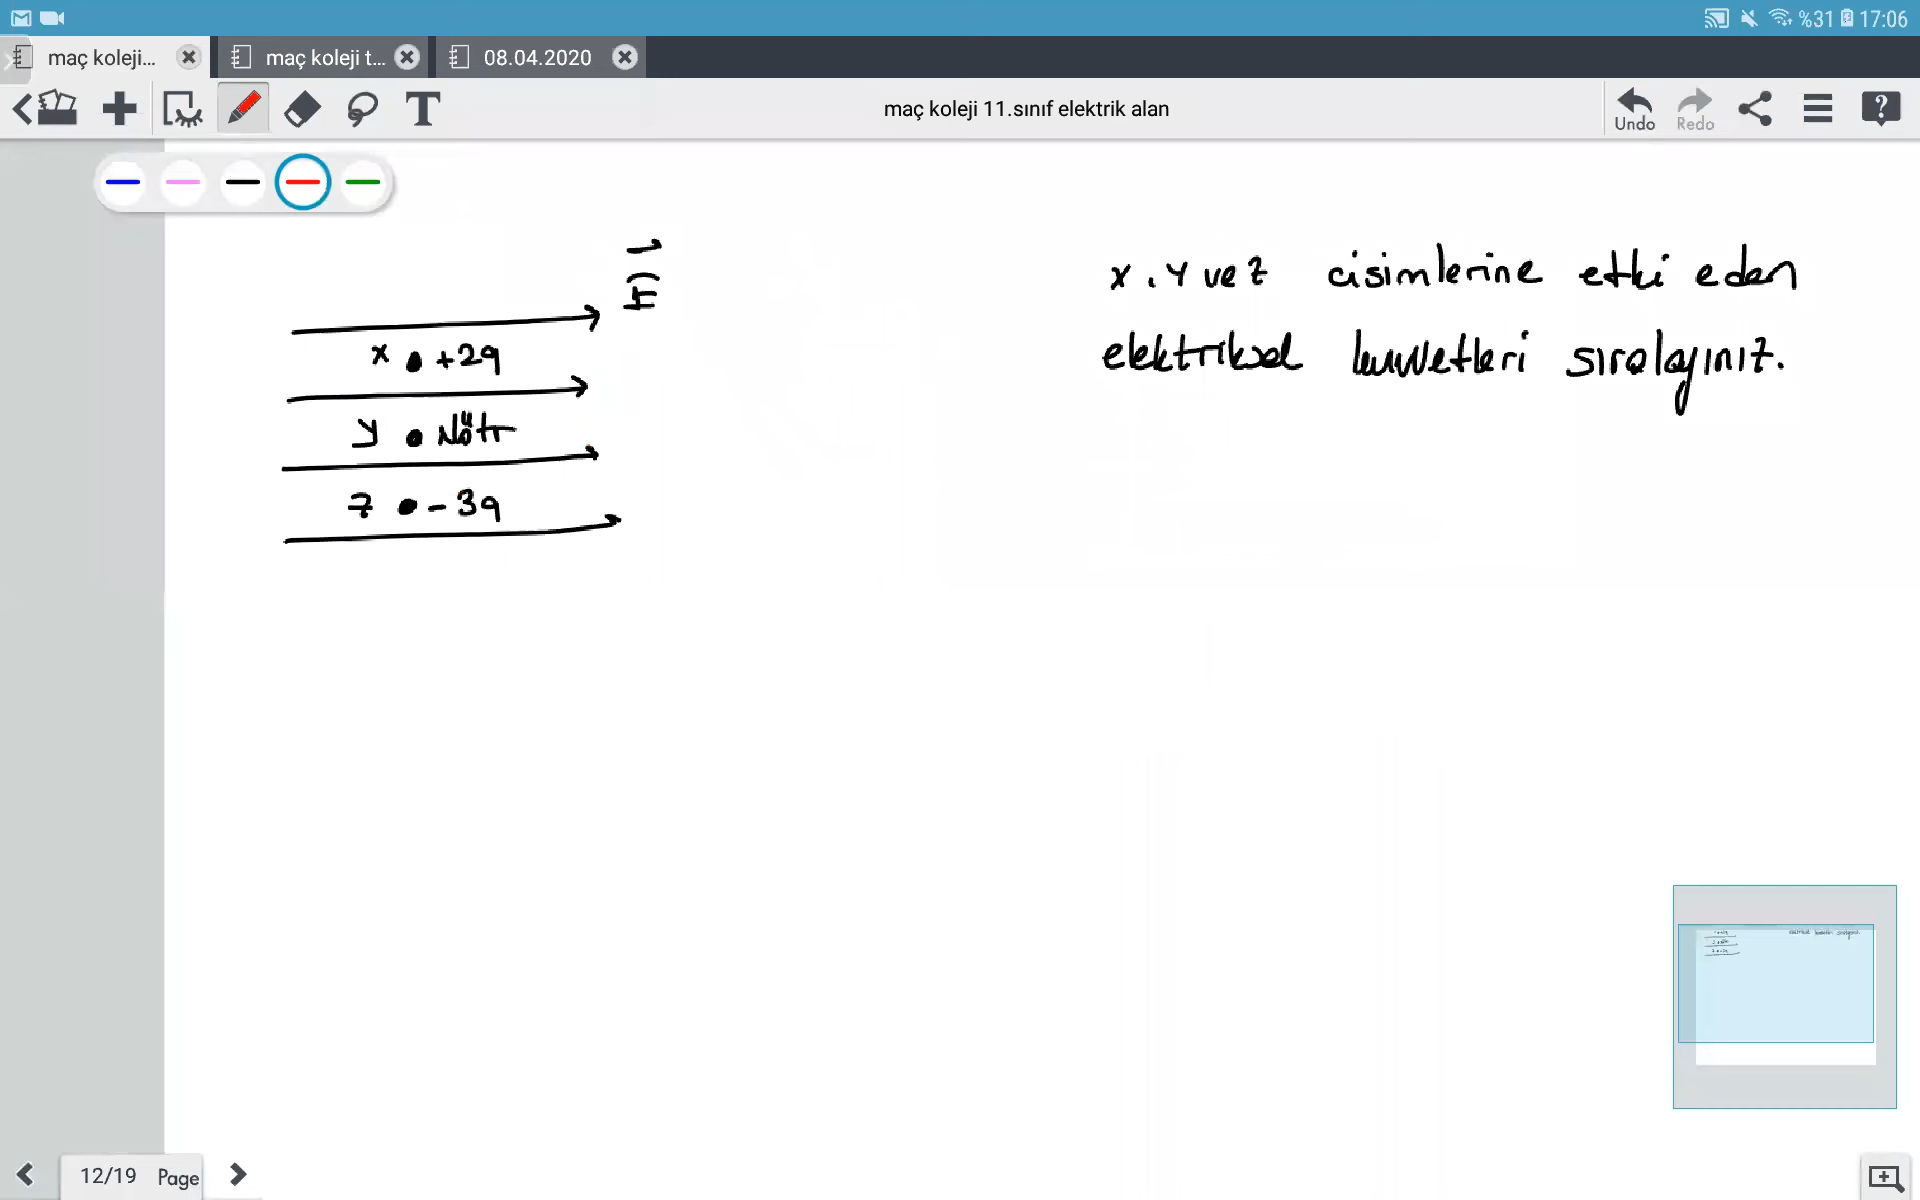 %31 17:06
maç koleji...
maç koleji t...
08.04.2020
T
maç koleji 11.sınıf elektrik alan
Undo
Redo
E
x +2q
y Nötr
z -3q
x, y ve z cisimlerine etki eden
elektriksel kuvvetleri sıralayınız.
12/19 Page